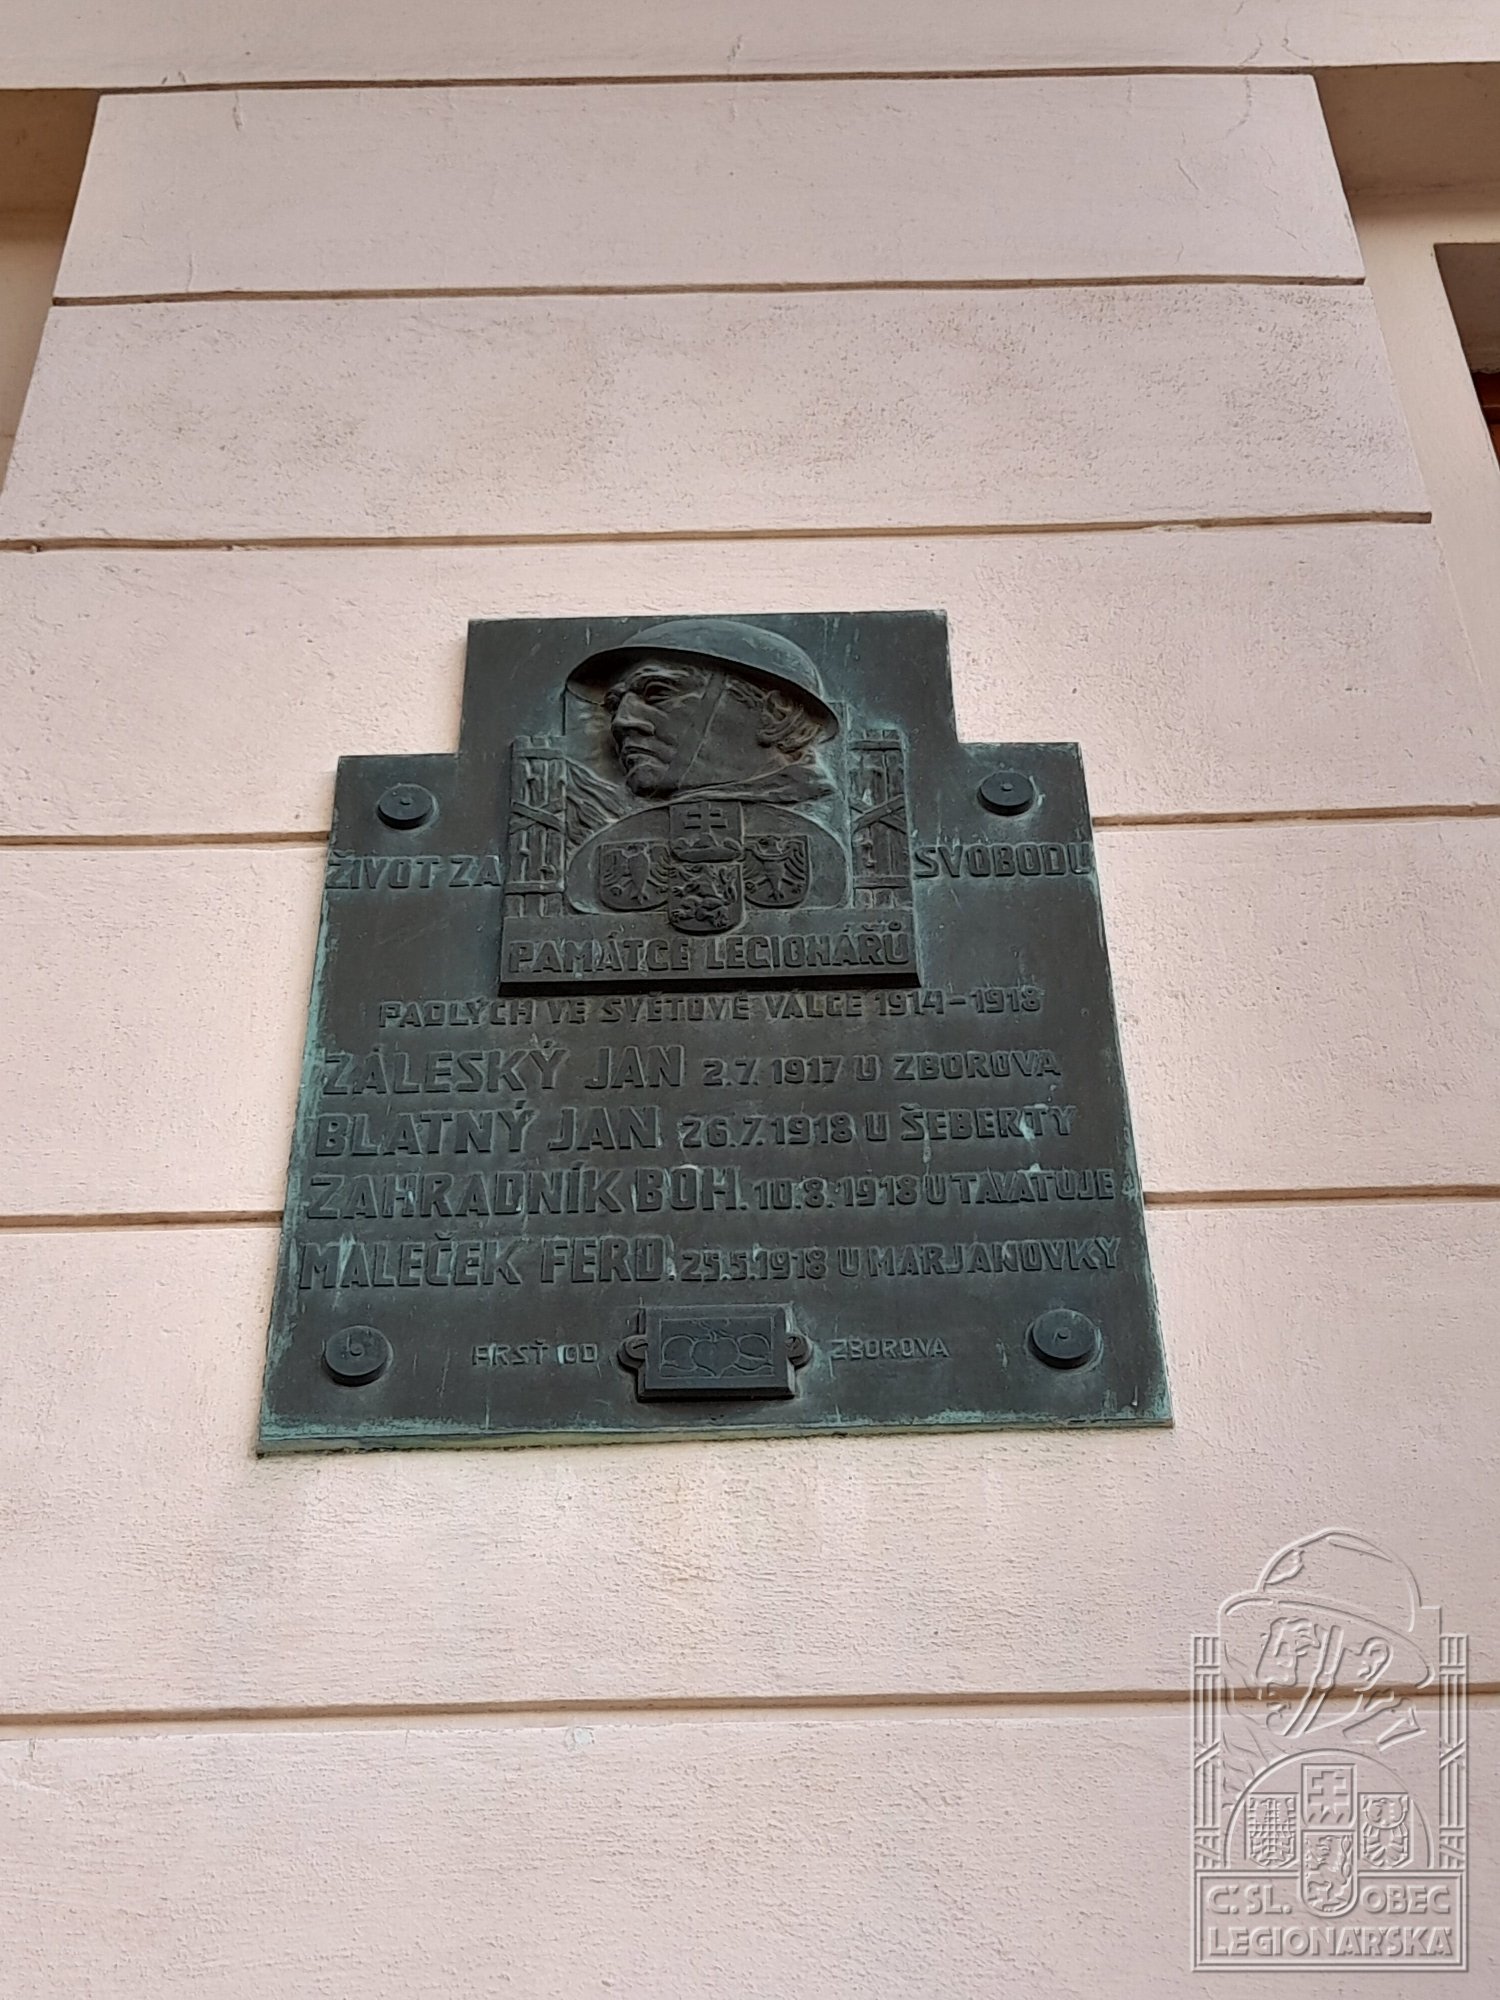 ŽIVOT ZA SVOBODU
PAMÁTCE LEGIONÁŘŮ
PADLÝCH VE SVĚTOVÉ VÁLCE 1914-1918
ZÁLESKÝ JAN 2.7.1917 U ZBOROVA
BLATNÝ JAN 26.7.1918 U ŠEBERTY
ZAHRADNÍK BOH. 10.8.1918 U TAVATUJE
MALEČEK FERD. 25.5.1918 U MARJANOVKY
HRSŤ OD ZBOROVA
Č.SL. OBEC
LEGIONÁŘSKÁ